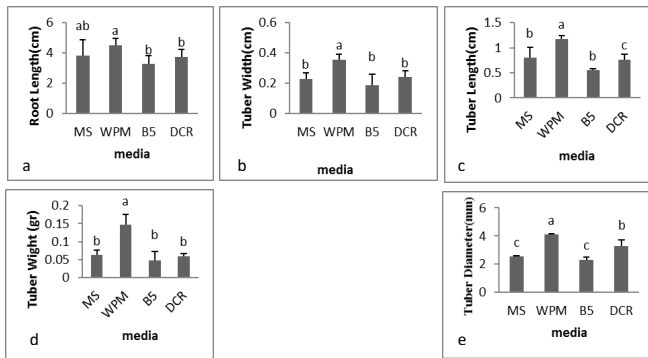 Root Length(cm)
6
4
2
0
ab
a
b
b
MS WPM B5 DCR
media
a
Tuber Width(cm)
0.6
0.4
0.2
0
b
a
b
b
MS WPM B5 DCR
media
b
Tuber Length(cm)
1.5
1
0.5
0
b
a
b
c
MS WPM B5 DCR
media
c
Tuber Wight (gr)
0.2
0.15
0.1
0.05
0
b
a
b
b
MS WPM B5 DCR
media
d
Tuber Diameter(mm)
6
4
2
0
c
a
c
b
MS WPM B5 DCR
media
e